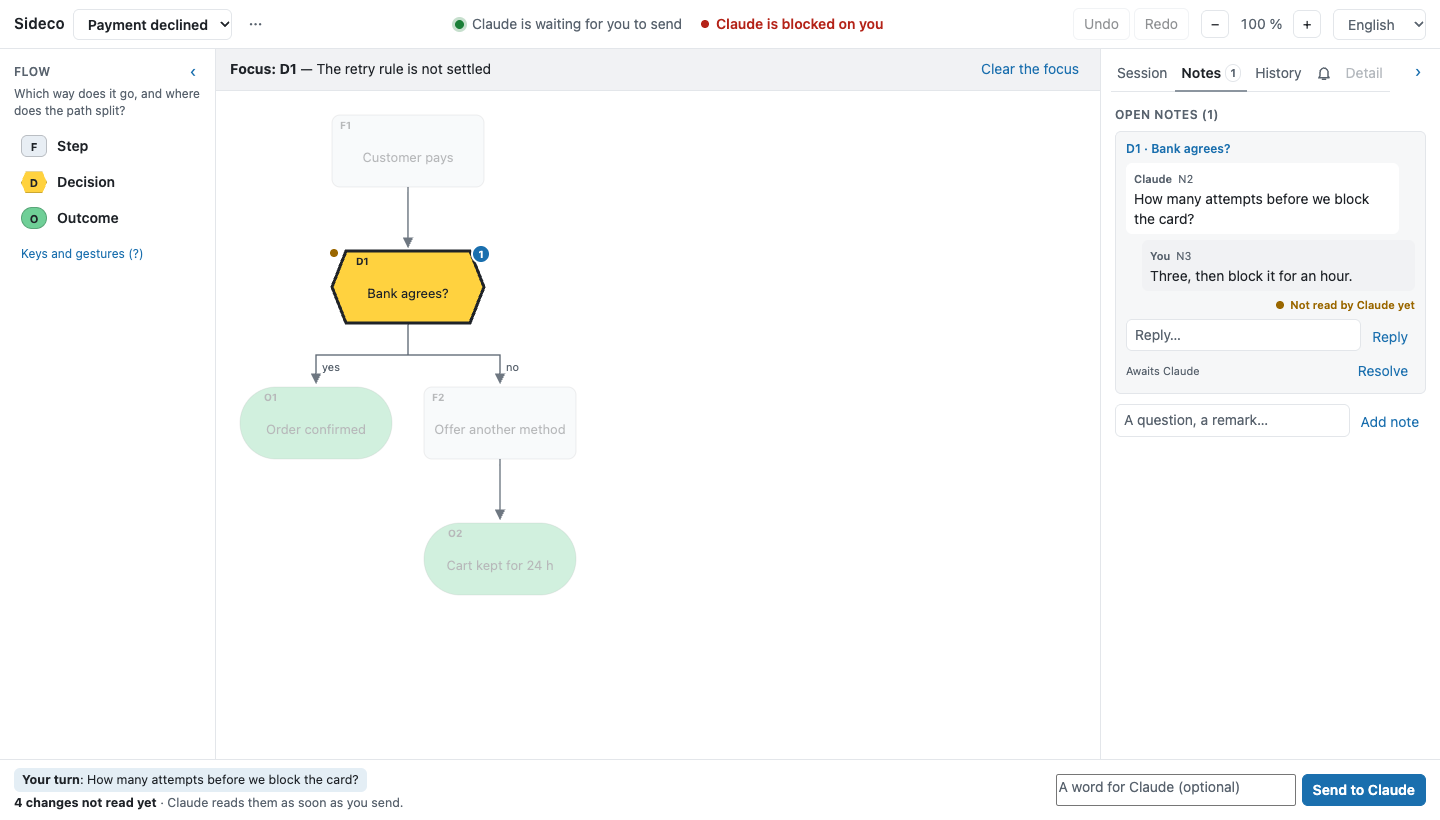 Sideco
Payment declined
···
Claude is waiting for you to send
Claude is blocked on you
Undo
Redo
−
100 %
+
English
FLOW
‹
Which way does it go, and where
does the path split?
F
Step
D
Decision
O
Outcome
Keys and gestures (?)
Focus: D1 — The retry rule is not settled
Clear the focus
F1
Customer pays
D1
1
Bank agrees?
yes
no
O1
Order confirmed
F2
Offer another method
O2
Cart kept for 24 h
Session
Notes 1
History
Detail
›
OPEN NOTES (1)
D1 · Bank agrees?
Claude N2
How many attempts before we block
the card?
You N3
Three, then block it for an hour.
Not read by Claude yet
Reply…
Reply
Awaits Claude
Resolve
A question, a remark…
Add note
Your turn: How many attempts before we block the card?
4 changes not read yet · Claude reads them as soon as you send.
A word for Claude (optional)
Send to Claude